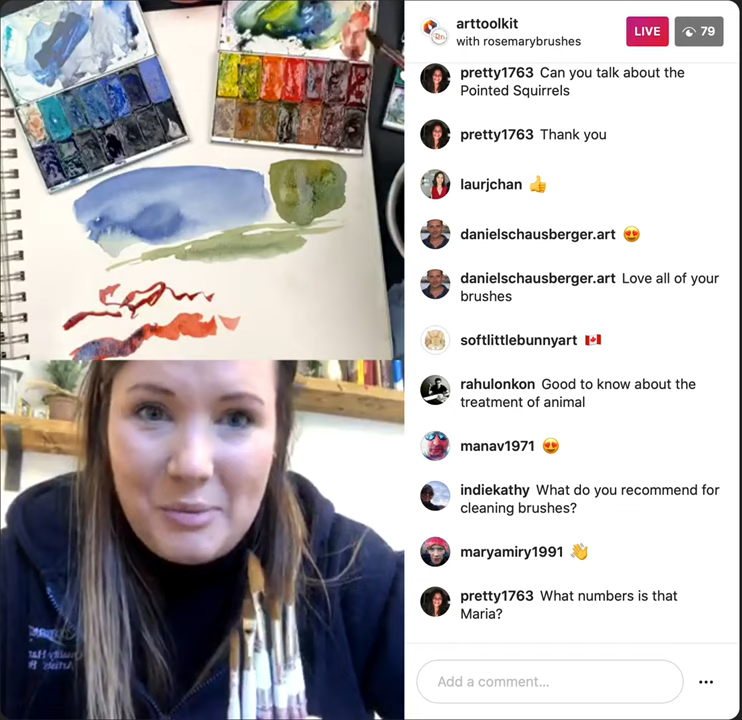 arttoolkit
with rosemarybrushes
LIVE
79
pretty1763 Can you talk about the
Pointed Squirrels
pretty1763 Thank you
laurjchan 👍
danielschausberger.art 😍
danielschausberger.art Love all of your
brushes
softlittlebunnyart 🇨🇦
rahulonkon Good to know about the
treatment of animal
manav1971 😍
indiekathy What do you recommend for
cleaning brushes?
maryamiry1991 👋
pretty1763 What numbers is that
Maria?
Add a comment...